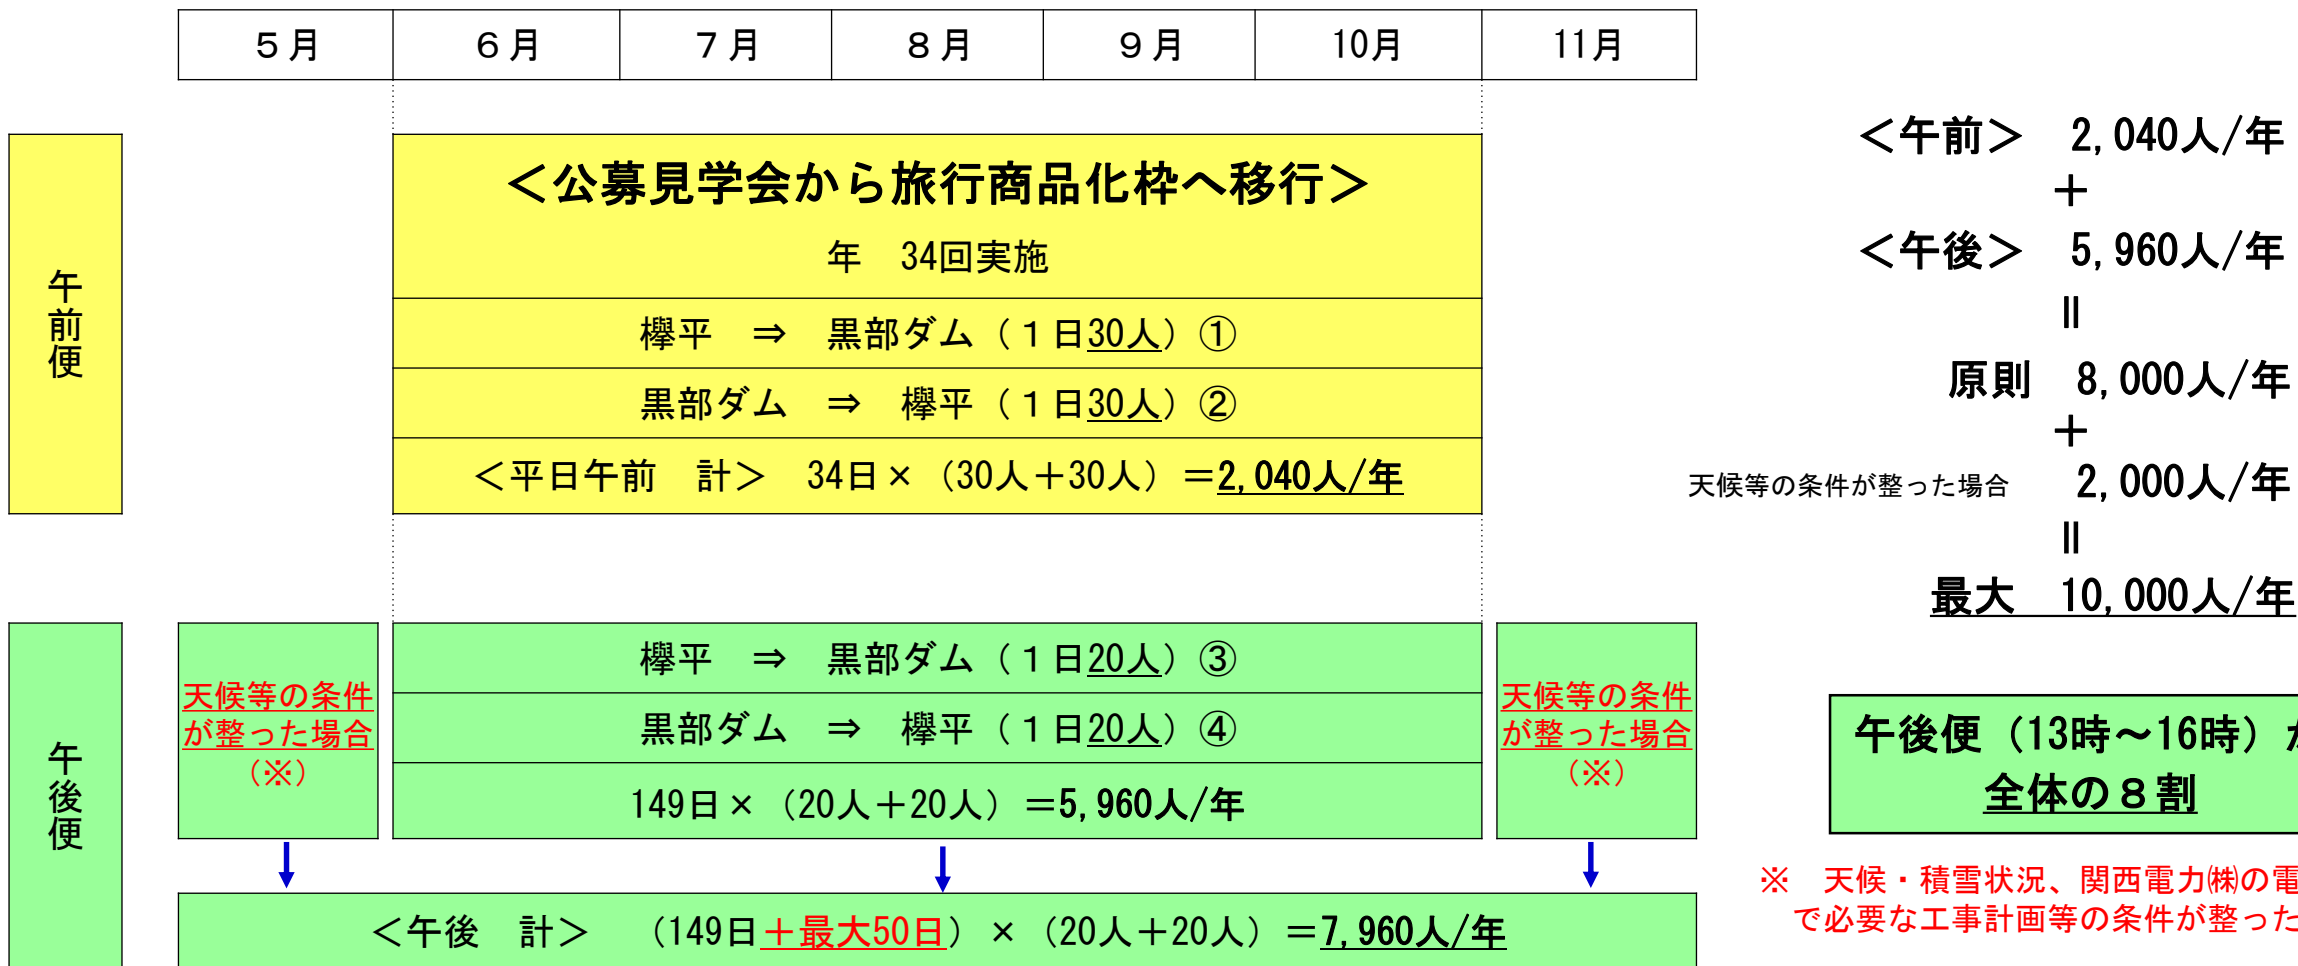 ５月 ６月 ７月 ８月 ９月 10月 11月
午前便
＜公募見学会から旅行商品化枠へ移行＞
年　34回実施
欅平　⇒　黒部ダム（１日30人）①
黒部ダム　⇒　欅平（１日30人）②
＜平日午前　計＞　34日×（30人＋30人）＝2,040人/年
＜午前＞　2,040人/年
＋
＜午後＞　5,960人/年
＝
原則　8,000人/年
＋
天候等の条件が整った場合　2,000人/年
＝
最大　10,000人/年
午後便
天候等の条件
が整った場合
（※）
欅平　⇒　黒部ダム（１日20人）③
黒部ダム　⇒　欅平（１日20人）④
149日×（20人＋20人）＝5,960人/年
天候等の条件
が整った場合
（※）
＜午後　計＞　（149日＋最大50日）×（20人＋20人）＝7,960人/年
午後便（13時～16時）が
全体の８割
※　天候・積雪状況、関西電力㈱の電
で必要な工事計画等の条件が整った